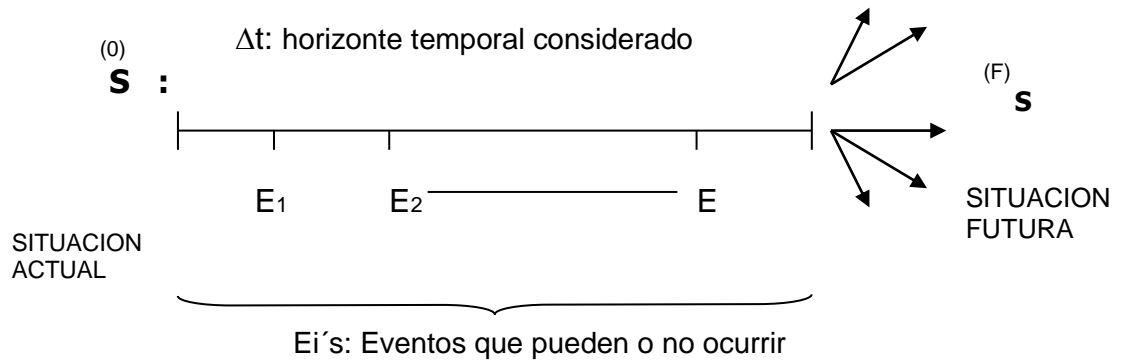 Δt: horizonte temporal considerado
(0)
S :
(F)
S
E1 E2 E
SITUACION
ACTUAL
SITUACION
FUTURA
Ei´s: Eventos que pueden o no ocurrir